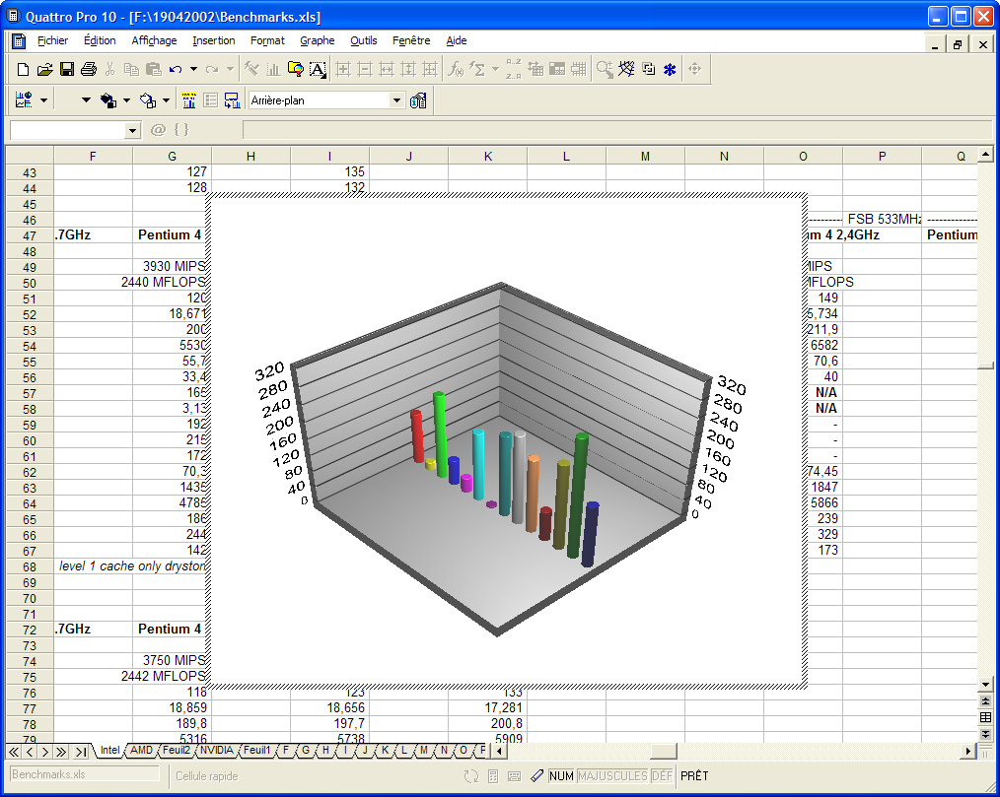 Quattro Pro 10 - [F:\19042002\Benchmarks.xls]
Fichier Édition Affichage Insertion Format Graphe Outils Fenêtre Aide
Arrière-plan
@ { }
F G H I J K L M N O P Q
43 127 135
44 128 132
45
46 ---------- FSB 533MHz --------------
47 .7GHz Pentium 4 m 4 2,4GHz Pentium
48
49 3930 MIPS MIPS
50 2440 MFLOPS MFLOPS
51 120 149
52 18,671 5,734
53 200 211,9
54 5530 6582
55 55,7 70,6
56 33,4 40
57 165 N/A
58 3,13 N/A
59 192 -
60 215 -
61 172 -
62 70,3 74,45
63 1435 1847
64 4785 5866
65 186 239
66 244 329
67 142 173
68 level 1 cache only dryston
69
70
71
72 .7GHz Pentium 4
73
74 3750 MIPS
75 2442 MFLOPS
76 118 123 133
77 18,859 18,656 17,281
78 189,8 197,7 200,8
79 5316 5738 5909
320 320
280 280
240 240
200 200
160 160
120 120
80 80
40 40
0 0
Intel AMD Feuil2 NVIDIA Feuil1 F G H I J K L M N O P
Benchmarks.xls Cellule rapide NUM MAJUSCULES DÉF PRÊT